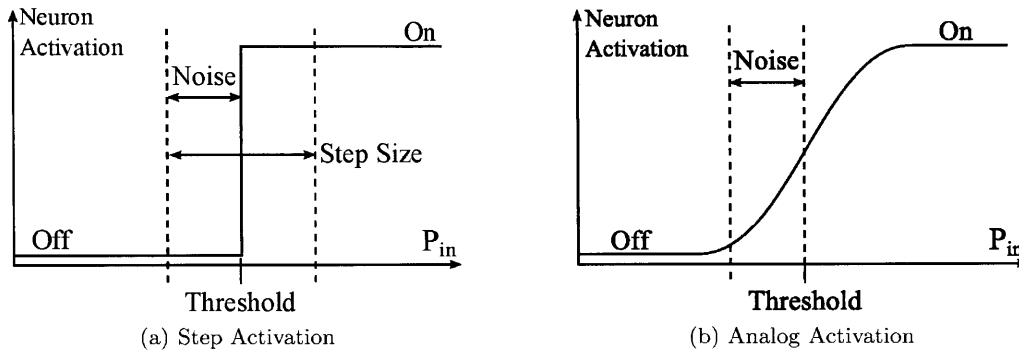 Neuron
Activation
On
Noise
Step Size
Off
P_in
Threshold
(a) Step Activation
Neuron
Activation
On
Noise
Off
P_in
Threshold
(b) Analog Activation